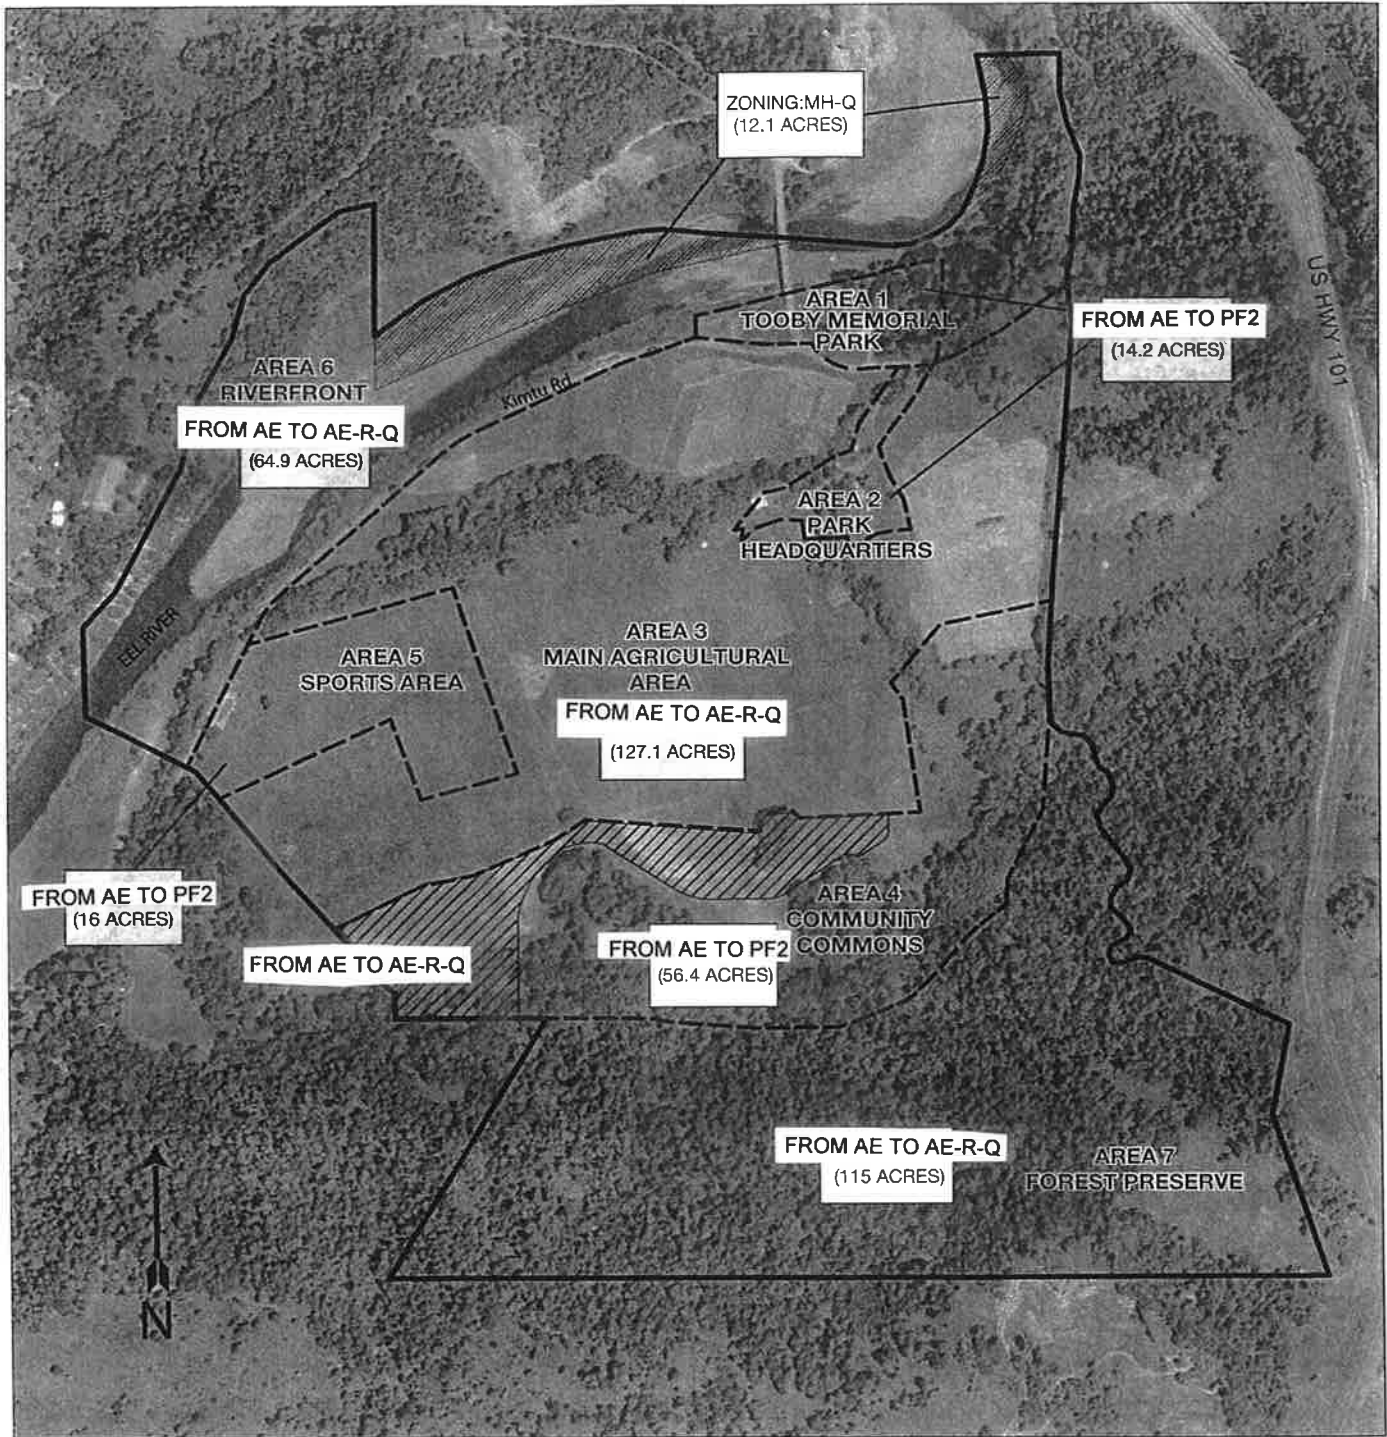 ZONING:MH-Q
(12.1 ACRES)
US HWY 101
AREA 1
TOOBY MEMORIAL
PARK
FROM AE TO PF2
(14.2 ACRES)
AREA 6
RIVERFRONT
FROM AE TO AE-R-Q
(64.9 ACRES)
Kimtu Rd
AREA 2
PARK
HEADQUARTERS
EEL RIVER
AREA 5
SPORTS AREA
AREA 3
MAIN AGRICULTURAL
AREA
FROM AE TO AE-R-Q
(127.1 ACRES)
FROM AE TO PF2
(16 ACRES)
AREA 4
COMMUNITY
COMMONS
FROM AE TO AE-R-Q
FROM AE TO PF2
(56.4 ACRES)
FROM AE TO AE-R-Q
(115 ACRES)
AREA 7
FOREST PRESERVE
N